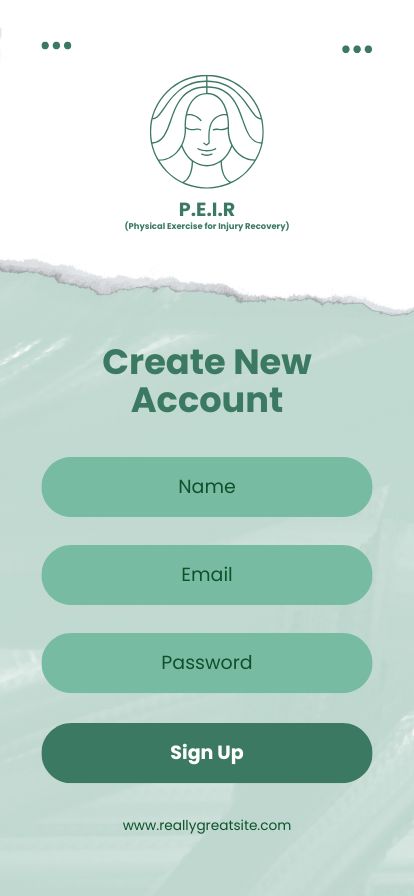 P.E.I.R
(Physical Exercise for Injury Recovery)
Create New
Account
Name
Email
Password
Sign Up
www.reallygreatsite.com